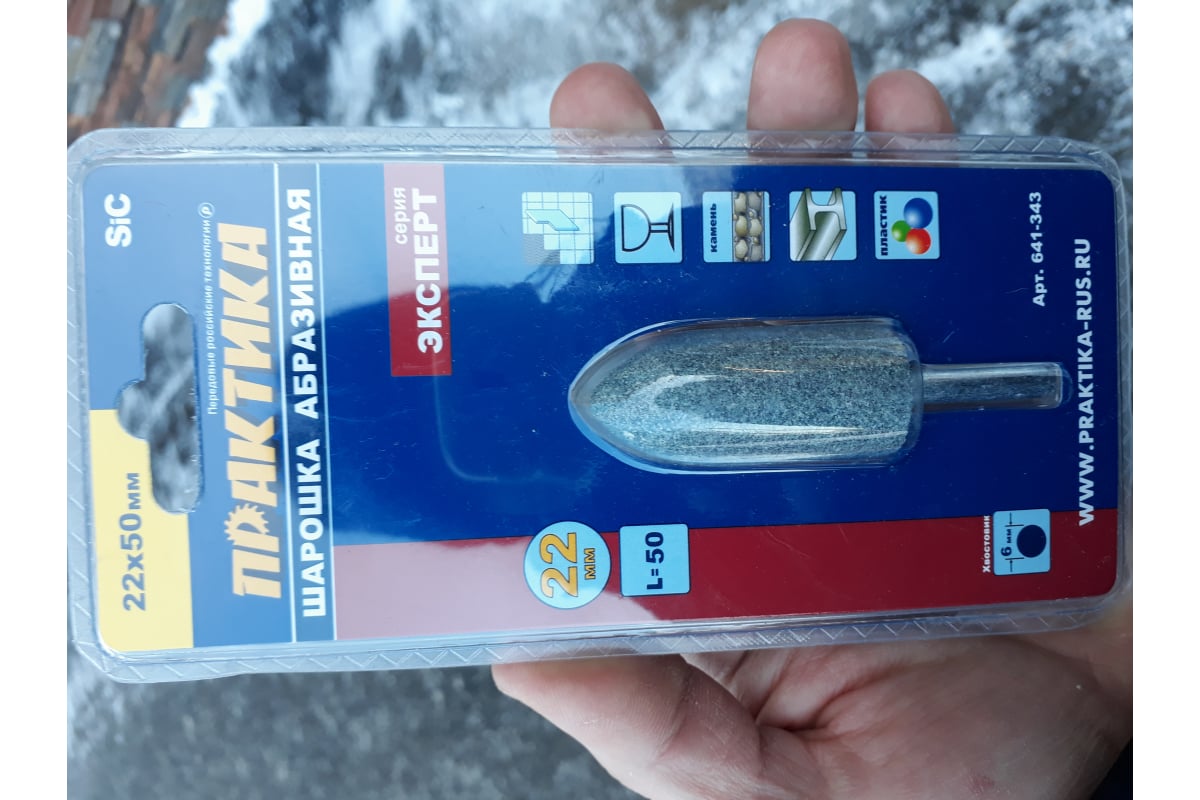 22x50мм
SiC
Передовые российские технологии
ПРАКТИКА
ШАРОШКА АБРАЗИВНАЯ
серия
ЭКСПЕРТ
камень
пластик
22
мм
L= 50
Арт. 641-343
Хвостовик
6 мм
WWW.PRAKTIKA-RUS.RU